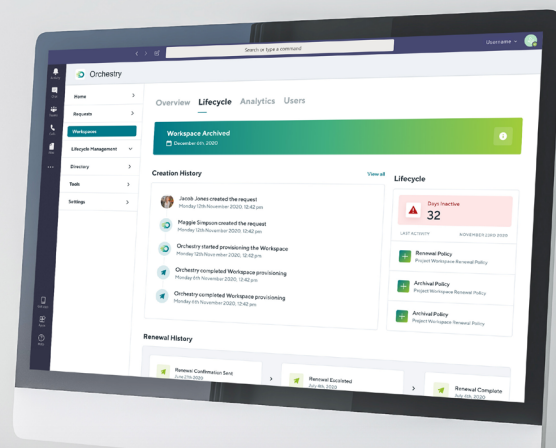 Search or type a command
Username
Orchestry
Home
Requests
Workspaces
Lifecycle Management
Directory
Tools
Settings
Overview Lifecycle Analytics Users
Workspace Archived
December 6th, 2020
Creation History
View all
Jacob Jones created the request
Monday 12th November 2020, 12:42 pm
Maggie Simpson created the request
Monday 12th November 2020, 12:42 pm
Orchestry started provisioning the Workspace
Monday 12th November 2020, 12:42 pm
Orchestry completed Workspace provisioning
Monday 6th November 2020, 12:42 pm
Orchestry completed Workspace provisioning
Monday 6th November 2020, 12:42 pm
Lifecycle
Days Inactive
32
LAST ACTIVITY NOVEMBER 23RD 2020
Renewal Policy
Project Workspace Renewal Policy
Archival Policy
Project Workspace Renewal Policy
Archival Policy
Project Workspace Renewal Policy
Renewal History
Renewal Confirmation Sent
Renewal Escalated
Renewal Complete